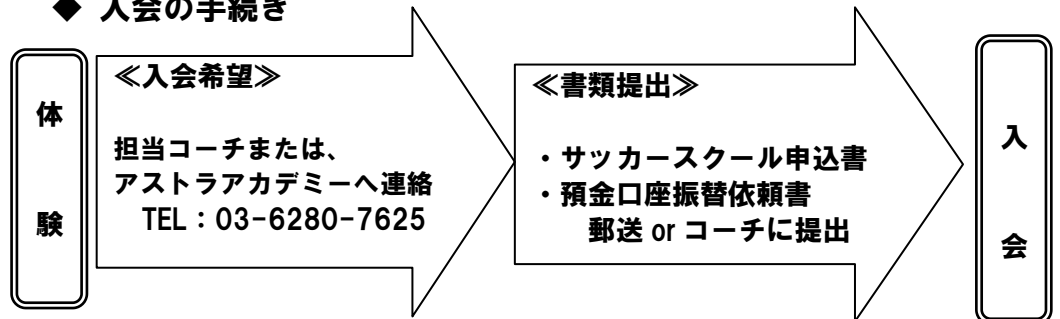 ◆ 入会の手続き
体験
≪入会希望≫
担当コーチまたは、
アストラアカデミーへ連絡
TEL:03-6280-7625
≪書類提出≫
・サッカースクール申込書
・預金口座振替依頼書
郵送 or コーチに提出
入会